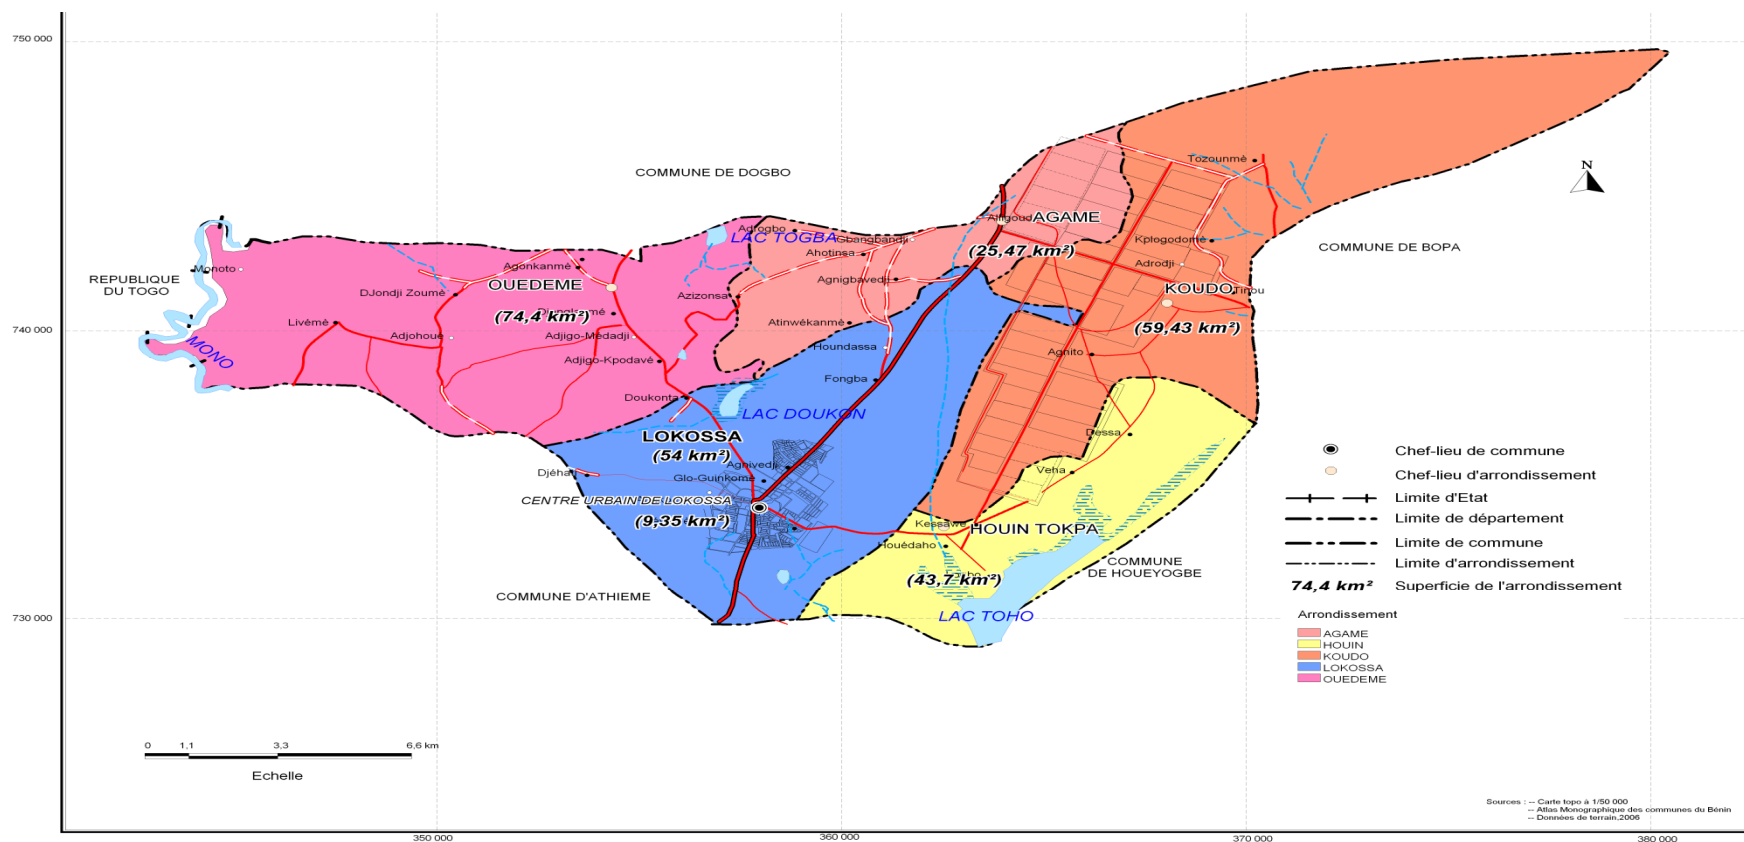 750 000
740 000
730 000
350 000
360 000
370 000
380 000
COMMUNE DE DOGBO
REPUBLIQUE
DU TOGO
COMMUNE DE BOPA
COMMUNE
DE HOUEYOGBE
COMMUNE D'ATHIEME
N
MONO
Monoto
DJondji Zoumè
Livêmè
Adjohouè
Agonkanmè
OUEDEME
(74,4 km²)
Adjigo-Médadji
Adjigo-Kpodavè
Doukonta
Adrogbo
LAC TOGBA
Gbangbandji
Ahotinsa
Azizonsa
Agnigbavedji
Atinwékanmè
Houndassa
Fongba
AGAME
(25,47 km²)
Tozounmè
Kplogodomè
Adrodji
KOUDO
Tinou
(59,43 km²)
Agnito
LAC DOUKON
LOKOSSA
(54 km²)
Agnivedji
Djéha
Glo-Guinkomè
CENTRE URBAIN DE LOKOSSA
(9,35 km²)
Dessa
Veha
Kessawé
HOUIN TOKPA
Houédaho
(43,7 km²)
LAC TOHO
Chef-lieu de commune
Chef-lieu d'arrondissement
Limite d'Etat
Limite de département
Limite de commune
Limite d'arrondissement
74,4 km² Superficie de l'arrondissement
Arrondissement
AGAME
HOUIN
KOUDO
LOKOSSA
OUEDEME
0 1,1 3,3 6,6 km
Echelle
Sources : -- Carte topo à 1/50 000
-- Atlas Monographique des communes du Bénin
-- Données de terrain,2006